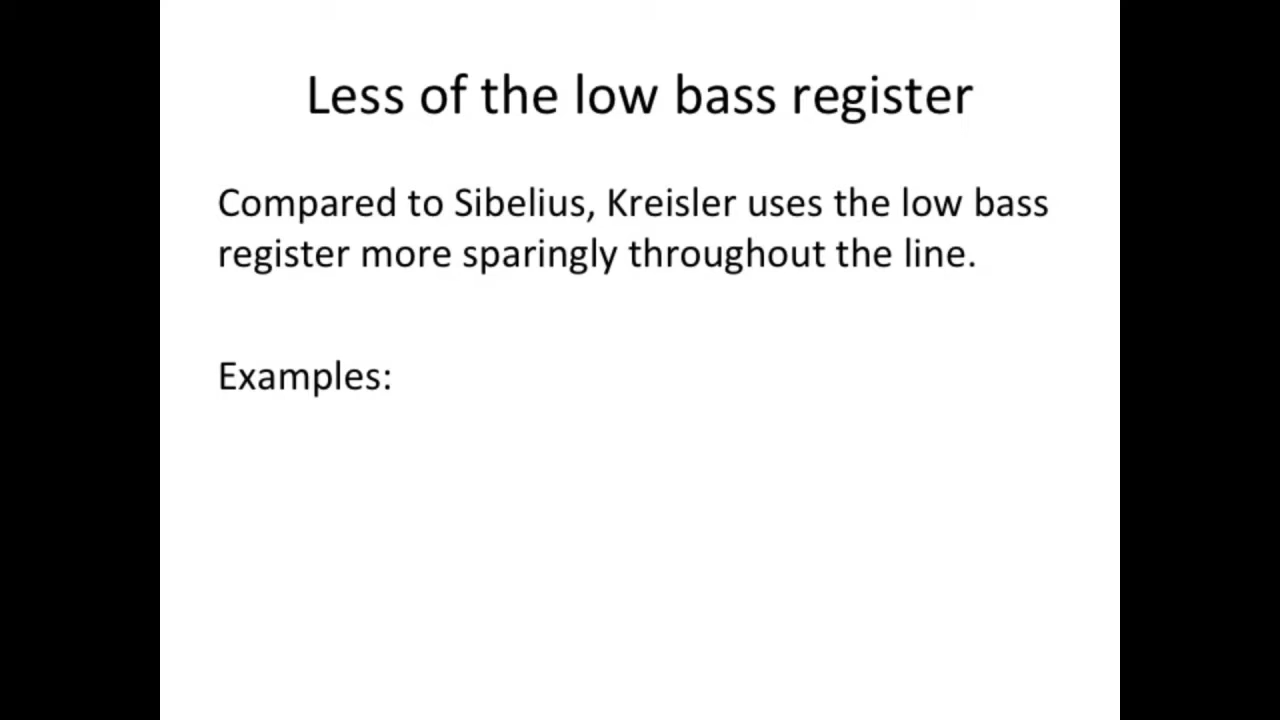 Less of the low bass register
Compared to Sibelius, Kreisler uses the low bass
register more sparingly throughout the line.
Examples: